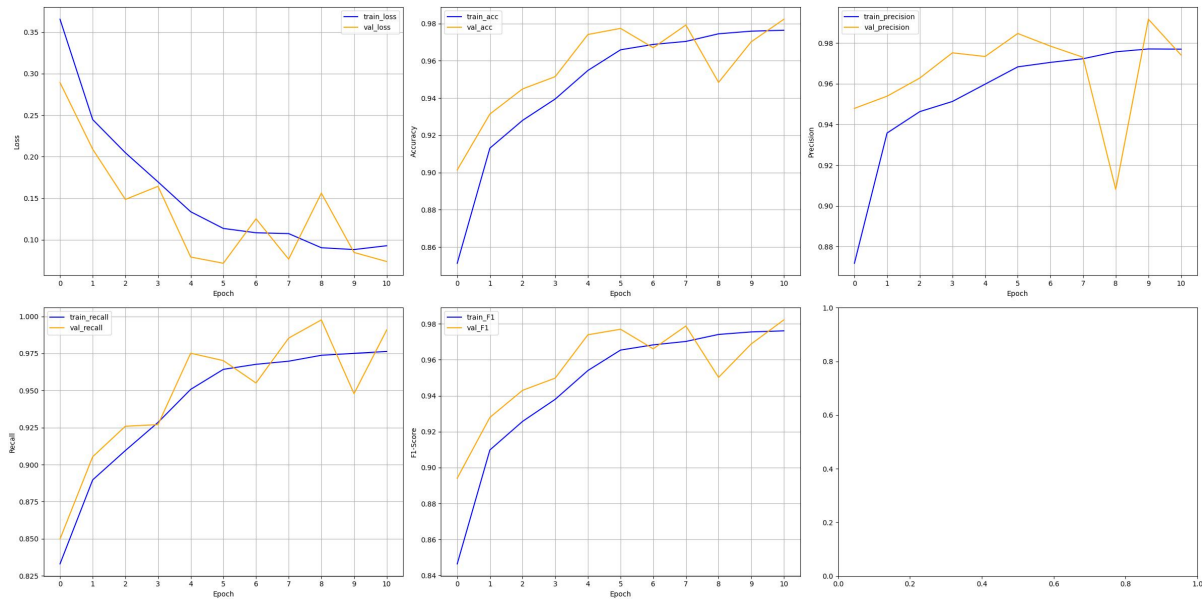 train_loss
val_loss
0.35
0.30
0.25
0.20
0.15
0.10
Loss
0 1 2 3 4 5 6 7 8 9 10
Epoch
train_acc
val_acc
0.98
0.96
0.94
0.92
0.90
0.88
0.86
Accuracy
0 1 2 3 4 5 6 7 8 9 10
Epoch
train_precision
val_precision
0.98
0.96
0.94
0.92
0.90
0.88
Precision
0 1 2 3 4 5 6 7 8 9 10
Epoch
train_recall
val_recall
1.000
0.975
0.950
0.925
0.900
0.875
0.850
0.825
Recall
0 1 2 3 4 5 6 7 8 9 10
Epoch
train_F1
val_F1
0.98
0.96
0.94
0.92
0.90
0.88
0.86
0.84
F1-Score
0 1 2 3 4 5 6 7 8 9 10
Epoch
1.0
0.8
0.6
0.4
0.2
0.0
0.0 0.2 0.4 0.6 0.8 1.0